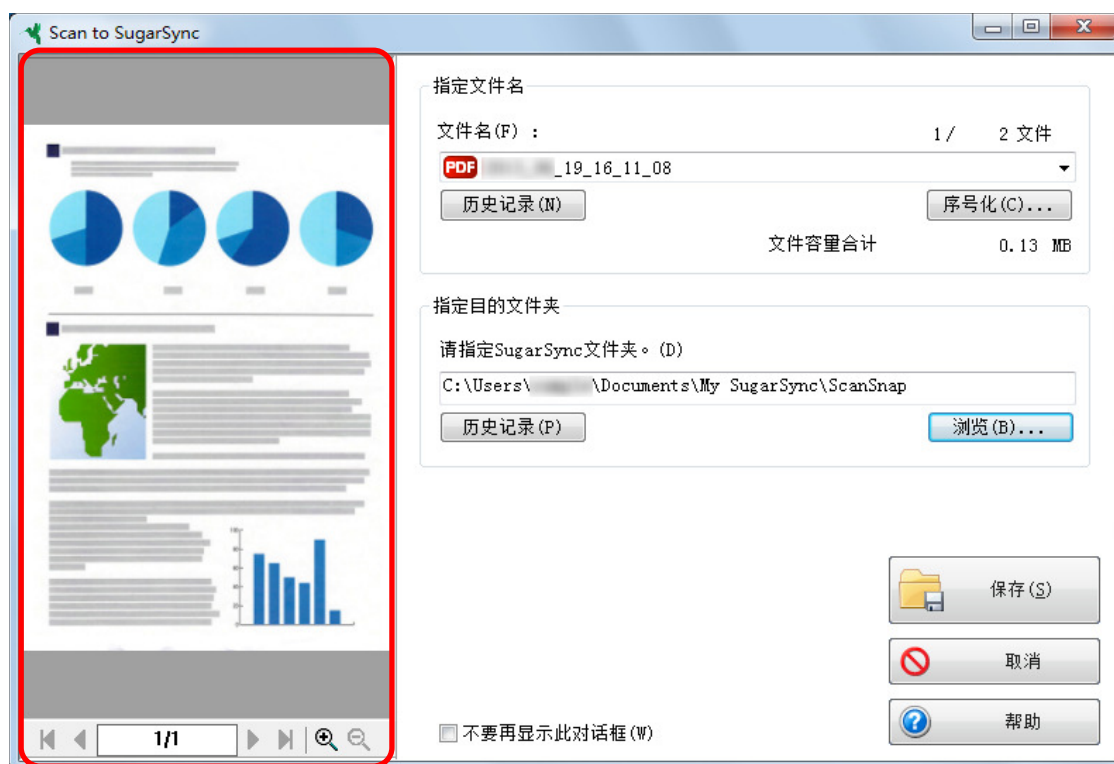 Scan to SugarSync
指定文件名
文件名(F) :
1/ 2 文件
PDF _19_16_11_08
历史记录(N)
序号化(C)...
文件容量合计 0.13 MB
指定目的文件夹
请指定SugarSync文件夹。(D)
C:\Users\ \Documents\My SugarSync\ScanSnap
历史记录(P)
浏览(B)...
保存(S)
取消
帮助
不要再显示此对话框(W)
1/1